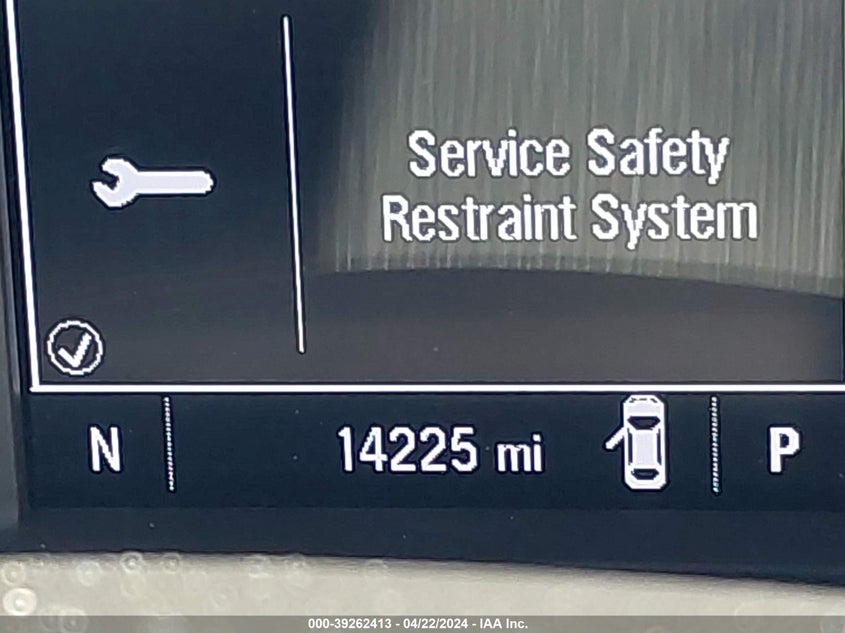 Service Safety
Restraint System
N 14225 mi P
000-39262413 - 04/22/2024 - IAA Inc.